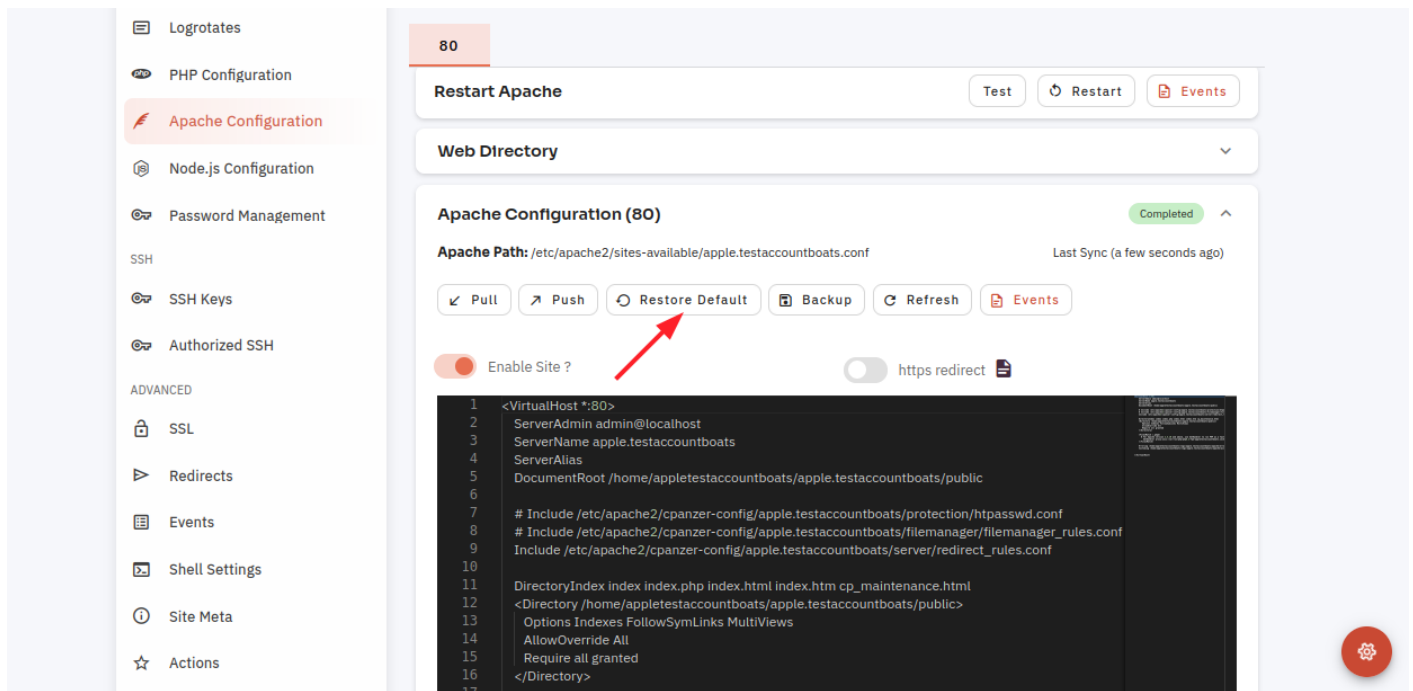 Logrotates
PHP Configuration
Apache Configuration
Node.js Configuration
Password Management
SSH
SSH Keys
Authorized SSH
ADVANCED
SSL
Redirects
Events
Shell Settings
Site Meta
Actions
80
Restart Apache
Test
Restart
Events
Web Directory
Apache Configuration (80)
Completed
Apache Path: /etc/apache2/sites-available/apple.testaccountboats.conf
Last Sync (a few seconds ago)
Pull
Push
Restore Default
Backup
Refresh
Events
Enable Site ?
https redirect
1 <VirtualHost *:80>
2 ServerAdmin admin@localhost
3 ServerName apple.testaccountboats
4 ServerAlias
5 DocumentRoot /home/appletestaccountboats/apple.testaccountboats/public
6
7 # Include /etc/apache2/cpanzer-config/apple.testaccountboats/protection/htpasswd.conf
8 # Include /etc/apache2/cpanzer-config/apple.testaccountboats/filemanager/filemanager_rules.conf
9 Include /etc/apache2/cpanzer-config/apple.testaccountboats/server/redirect_rules.conf
10
11 DirectoryIndex index index.php index.html index.htm cp_maintenance.html
12 <Directory /home/appletestaccountboats/apple.testaccountboats/public>
13 Options Indexes FollowSymLinks MultiViews
14 AllowOverride All
15 Require all granted
16 </Directory>